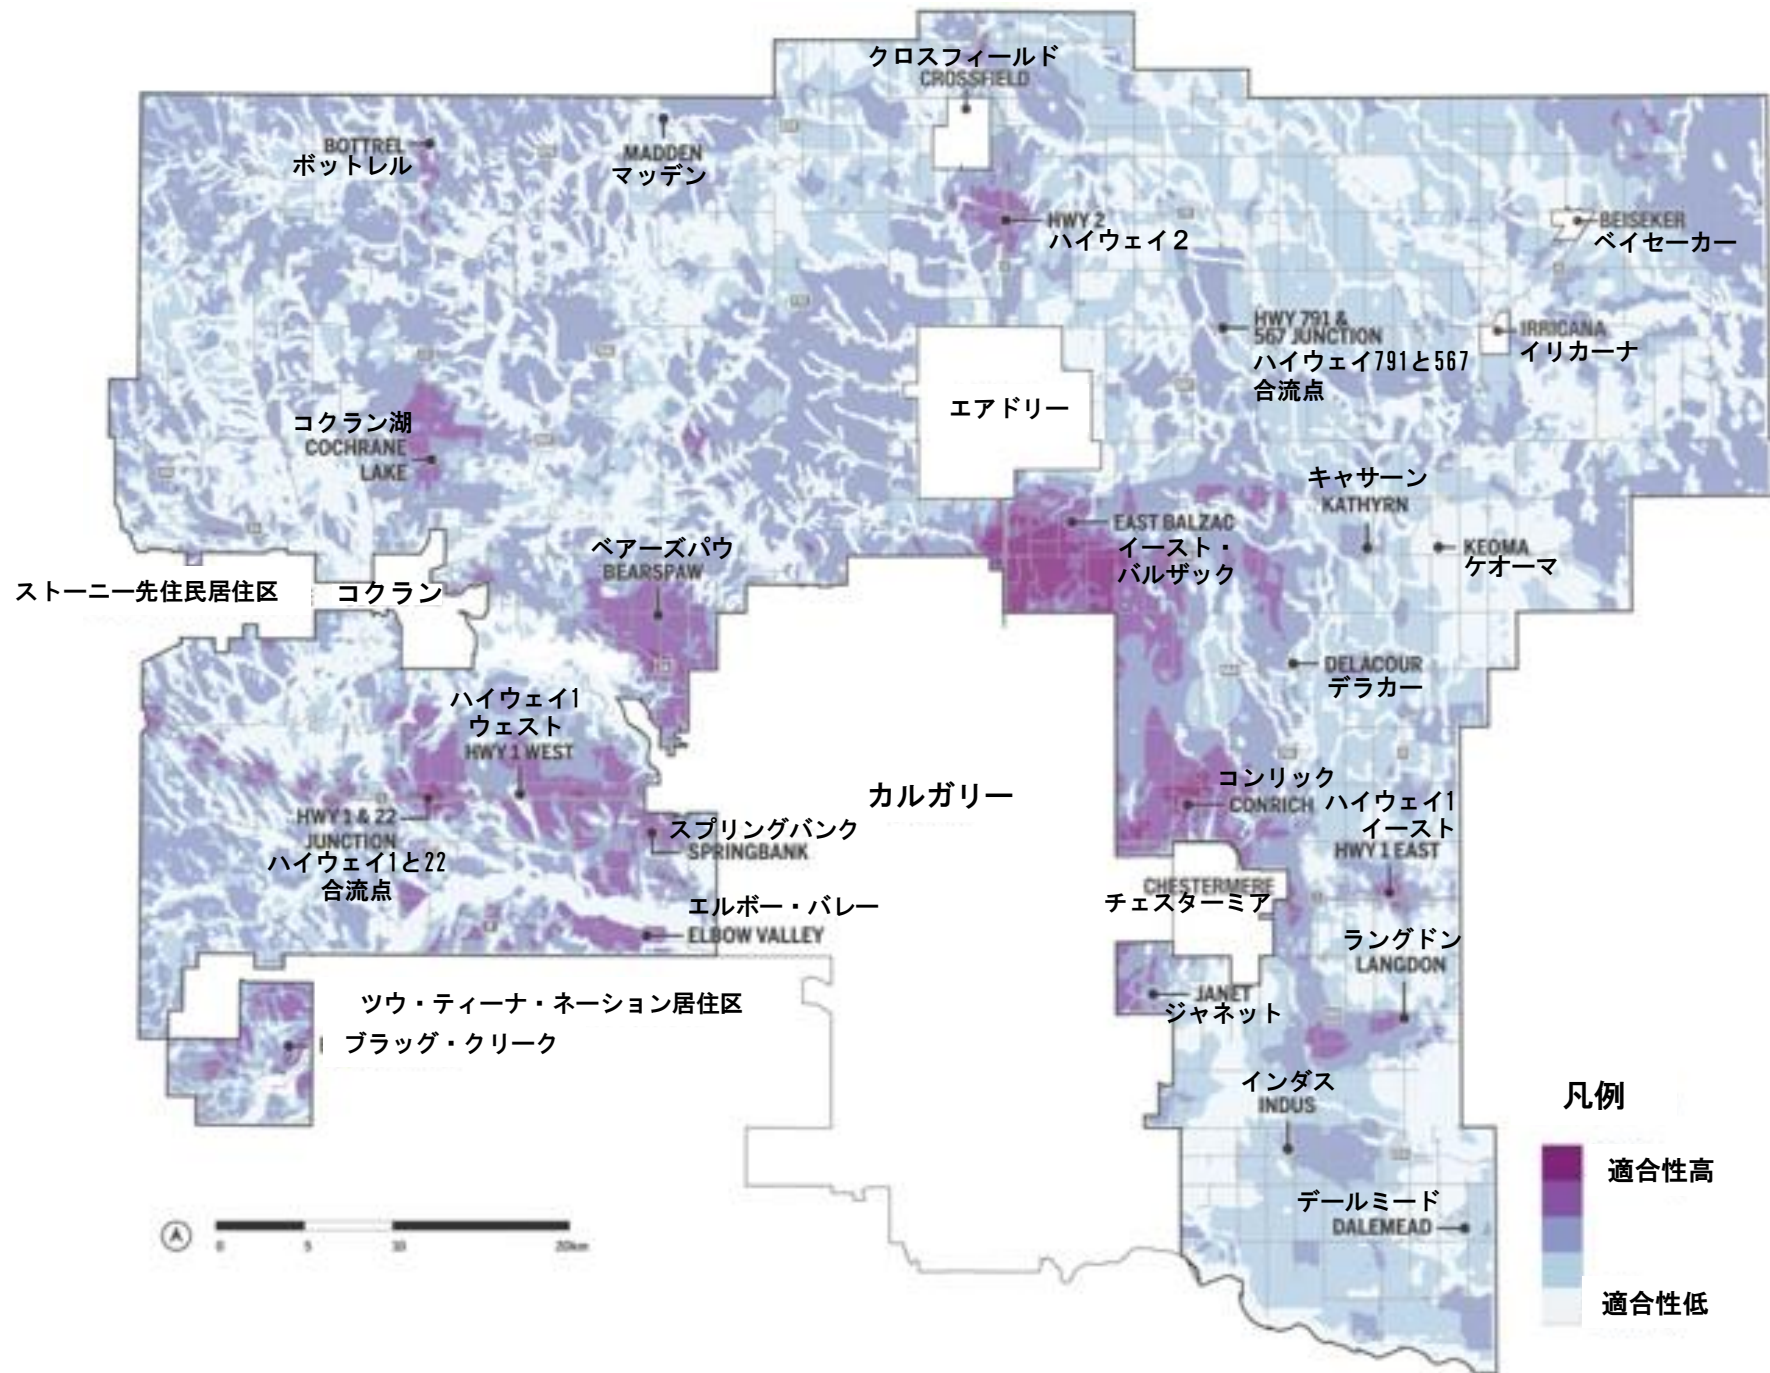 クロスフィールド
CROSSFIELD
BOTTREL
ボットレル
MADDEN
マッデン
HWY 2
ハイウェイ２
BEISEKER
ベイセーカー
HWY 791 &
567 JUNCTION
ハイウェイ791と567
合流点
IRRICANA
イリカーナ
エアドリー
コクラン湖
COCHRANE
LAKE
キャサーン
KATHYRN
EAST BALZAC
イースト・
バルザック
KEOMA
ケオーマ
ベアーズパウ
BEARSPAW
ストーニー先住民居住区
コクラン
DELACOUR
デラカー
ハイウェイ1
ウェスト
HWY 1 WEST
カルガリー
コンリック
CONRICH
ハイウェイ1
イースト
HWY 1 EAST
HWY 1 & 22
JUNCTION
ハイウェイ1と22
合流点
スプリングバンク
SPRINGBANK
CHESTERMERE
チェスターミア
エルボー・バレー
ELBOW VALLEY
ラングドン
LANGDON
JANET
ジャネット
ツウ・ティーナ・ネーション居住区
ブラッグ・クリーク
インダス
INDUS
凡例
適合性高
適合性低
デールミード
DALEMEAD
0 5 10 20km